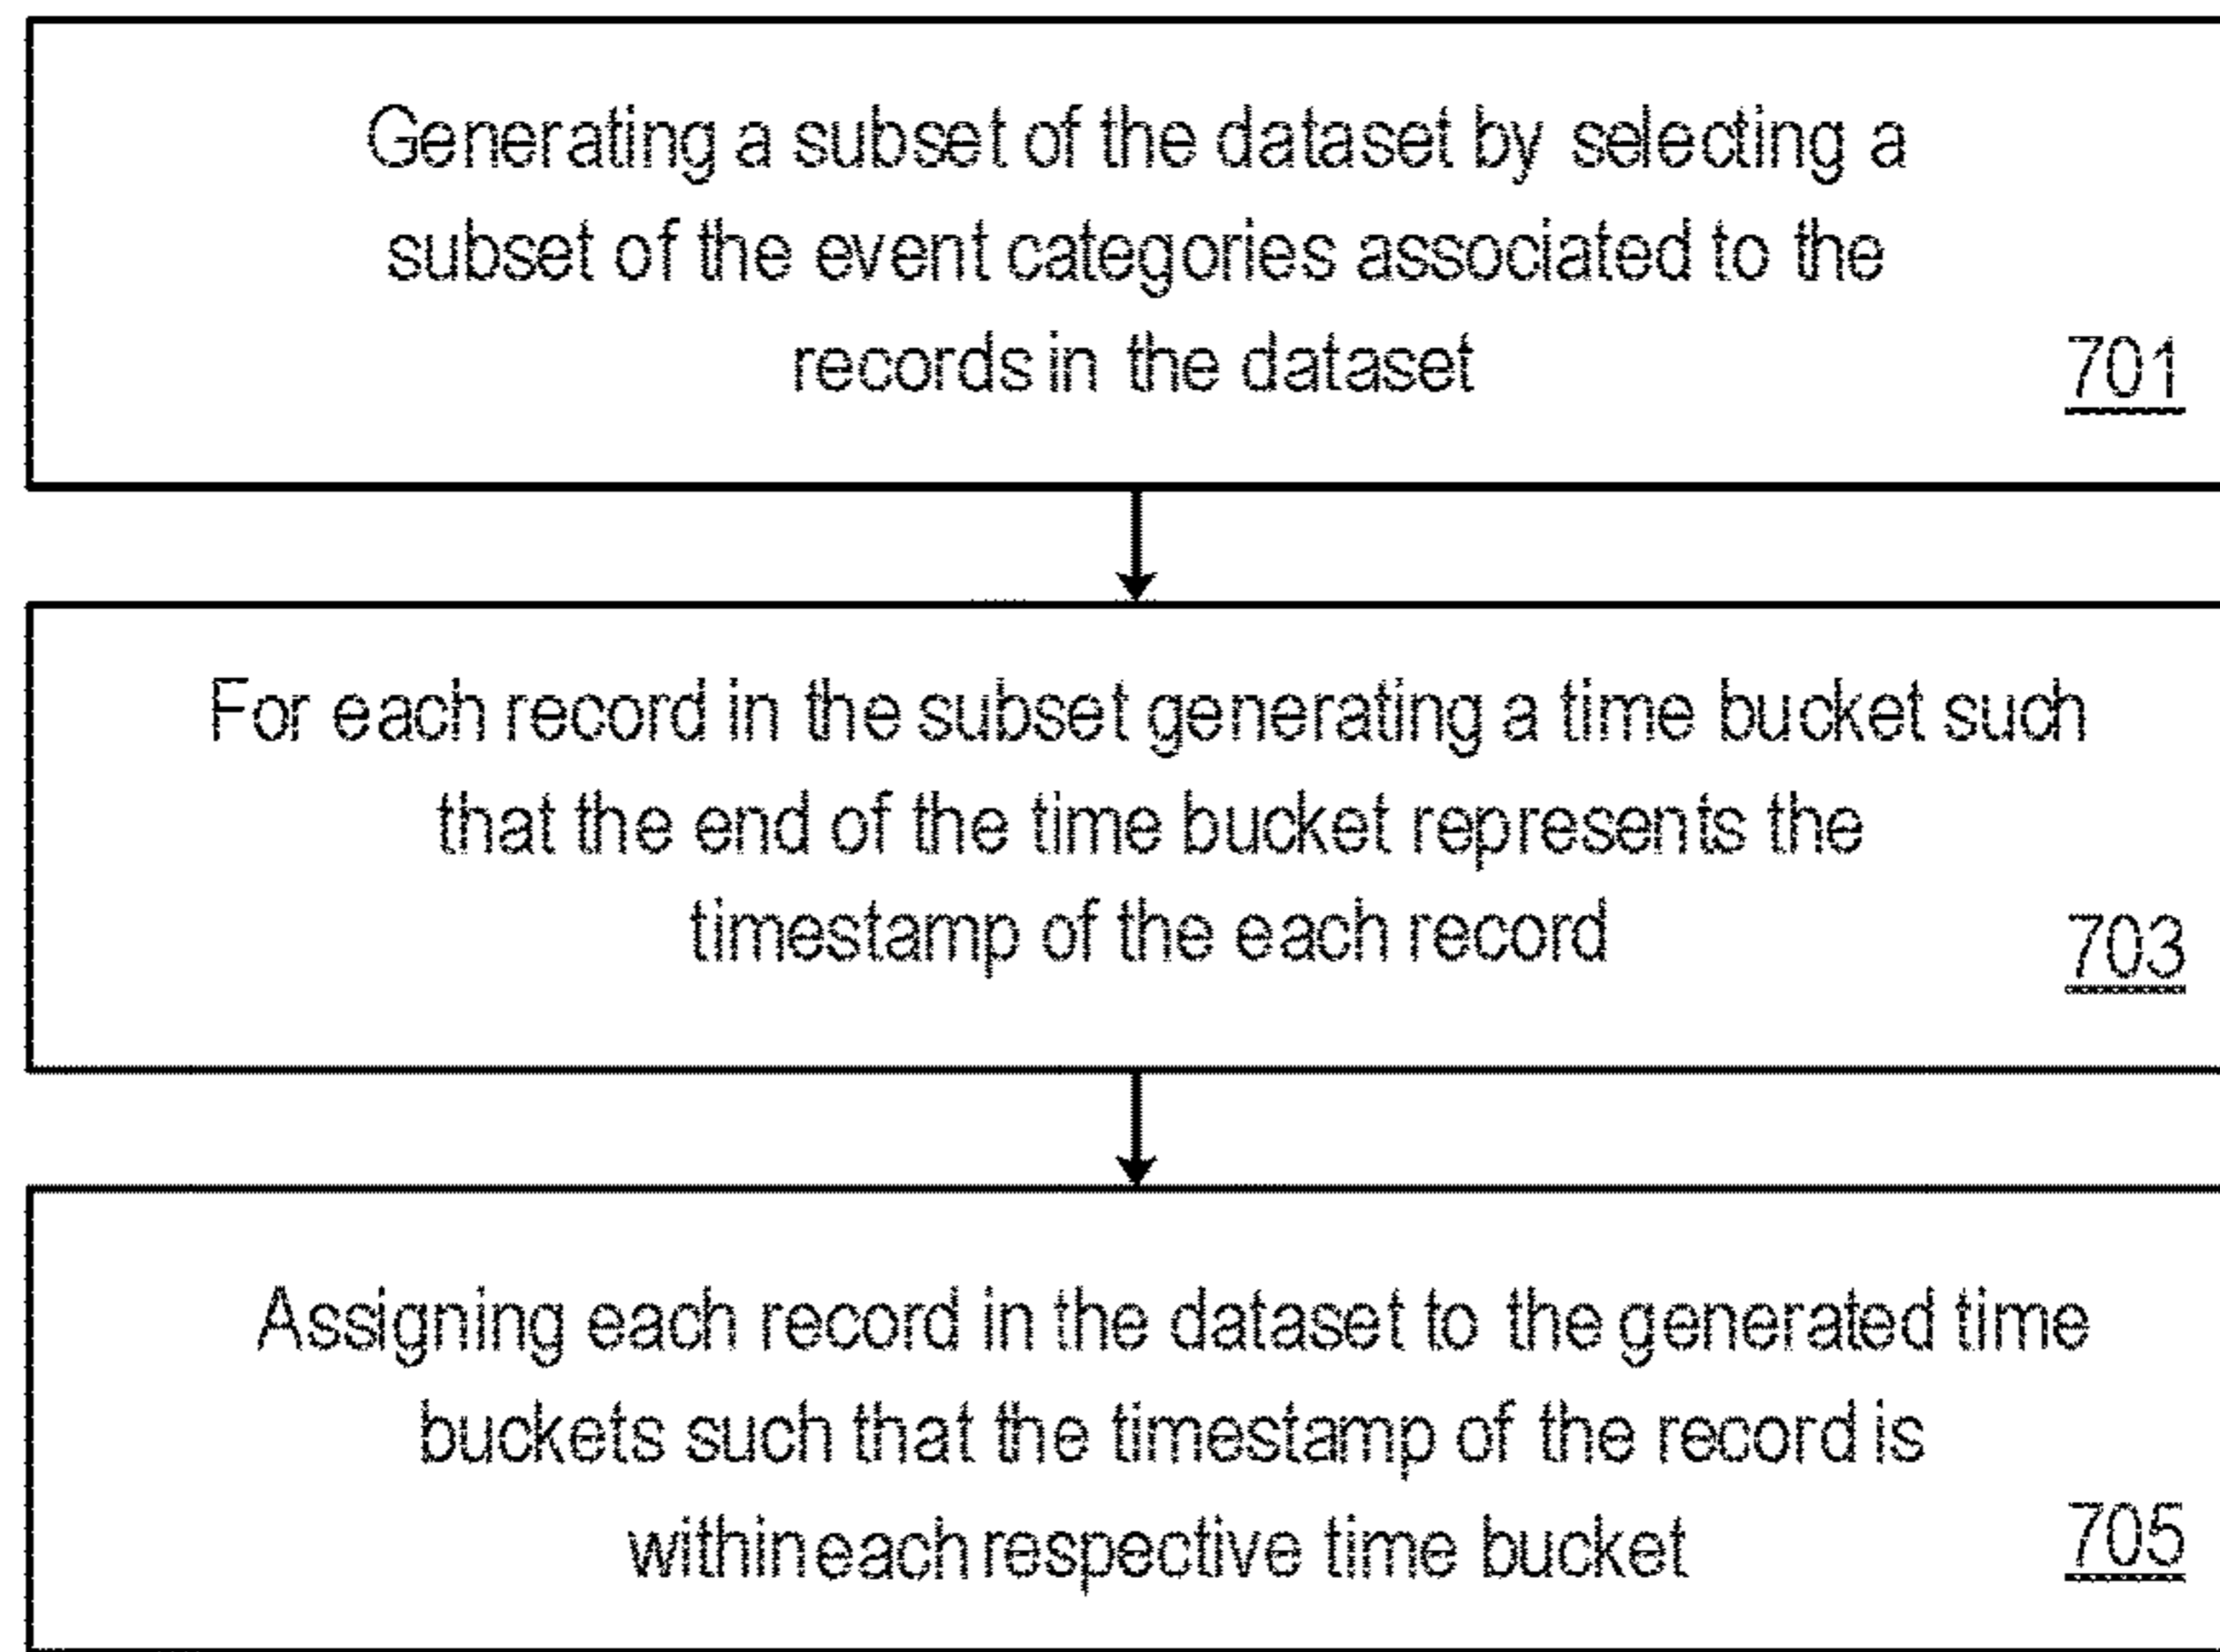 Generating a subset of the dataset by selecting a
subset of the event categories associated to the
records in the dataset
701
For each record in the subset generating a time bucket such
that the end of the time bucket represents the
timestamp of the each record
703
Assigning each record in the dataset to the generated time
buckets such that the timestamp of the record is
within each respective time bucket
705